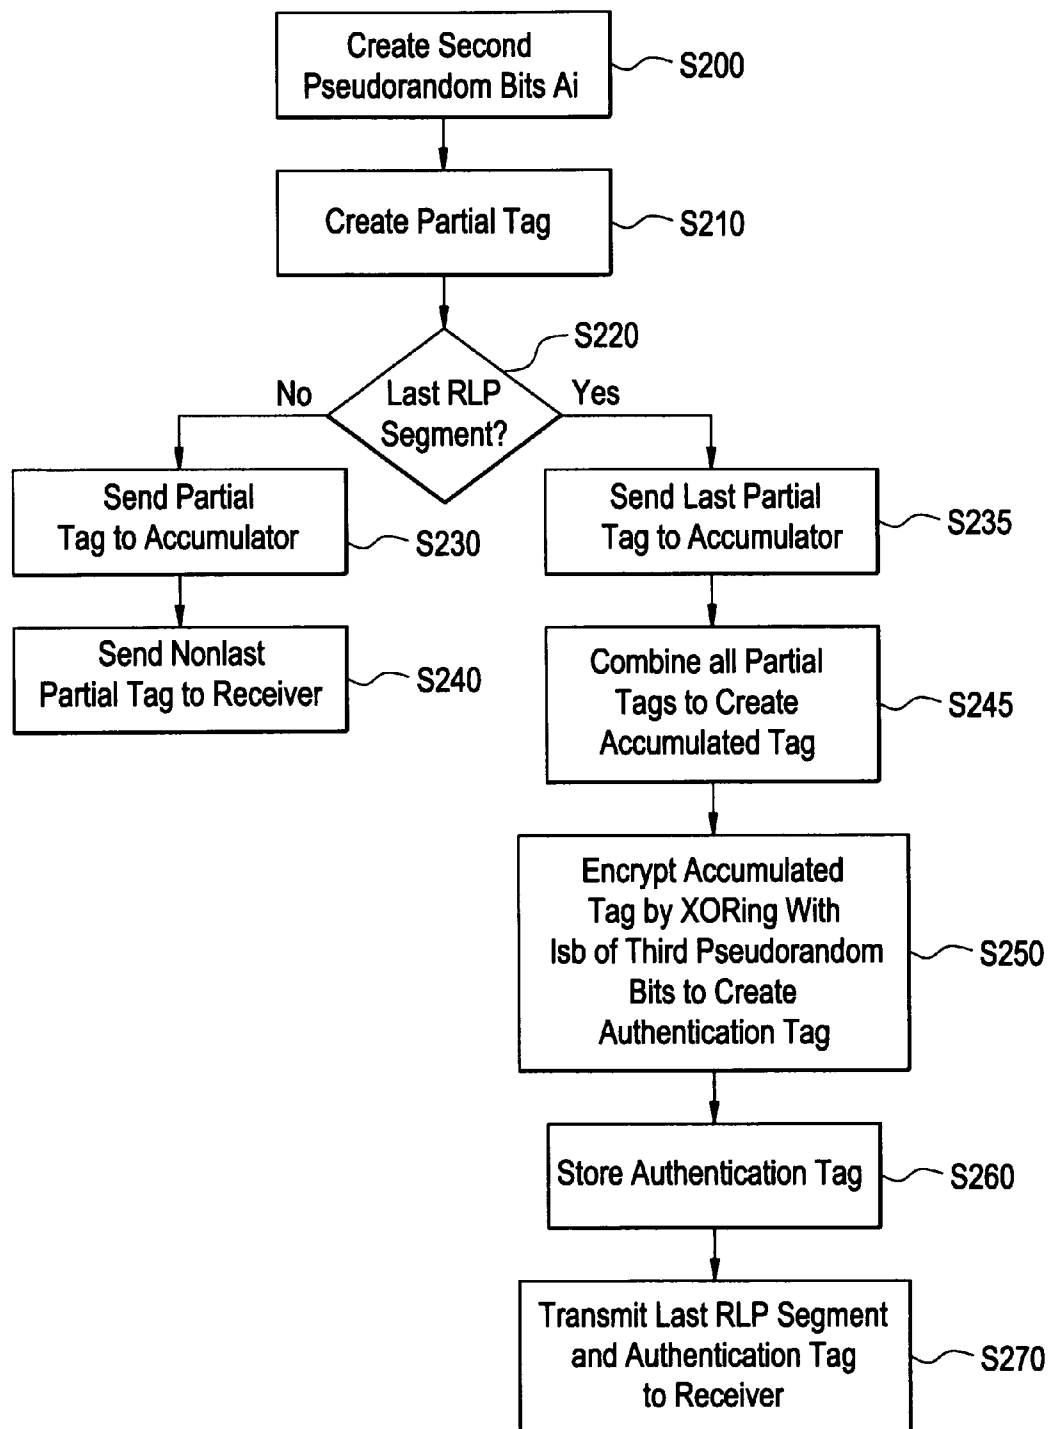 Create Second
Pseudorandom Bits Ai
S200
Create Partial Tag
S210
S220
No
Last RLP
Segment?
Yes
Send Partial
Tag to Accumulator
S230
Send Last Partial
Tag to Accumulator
S235
Send Nonlast
Partial Tag to Receiver
S240
Combine all Partial
Tags to Create
Accumulated Tag
S245
Encrypt Accumulated
Tag by XORing With
lsb of Third Pseudorandom
Bits to Create
Authentication Tag
S250
Store Authentication Tag
S260
Transmit Last RLP Segment
and Authentication Tag
to Receiver
S270